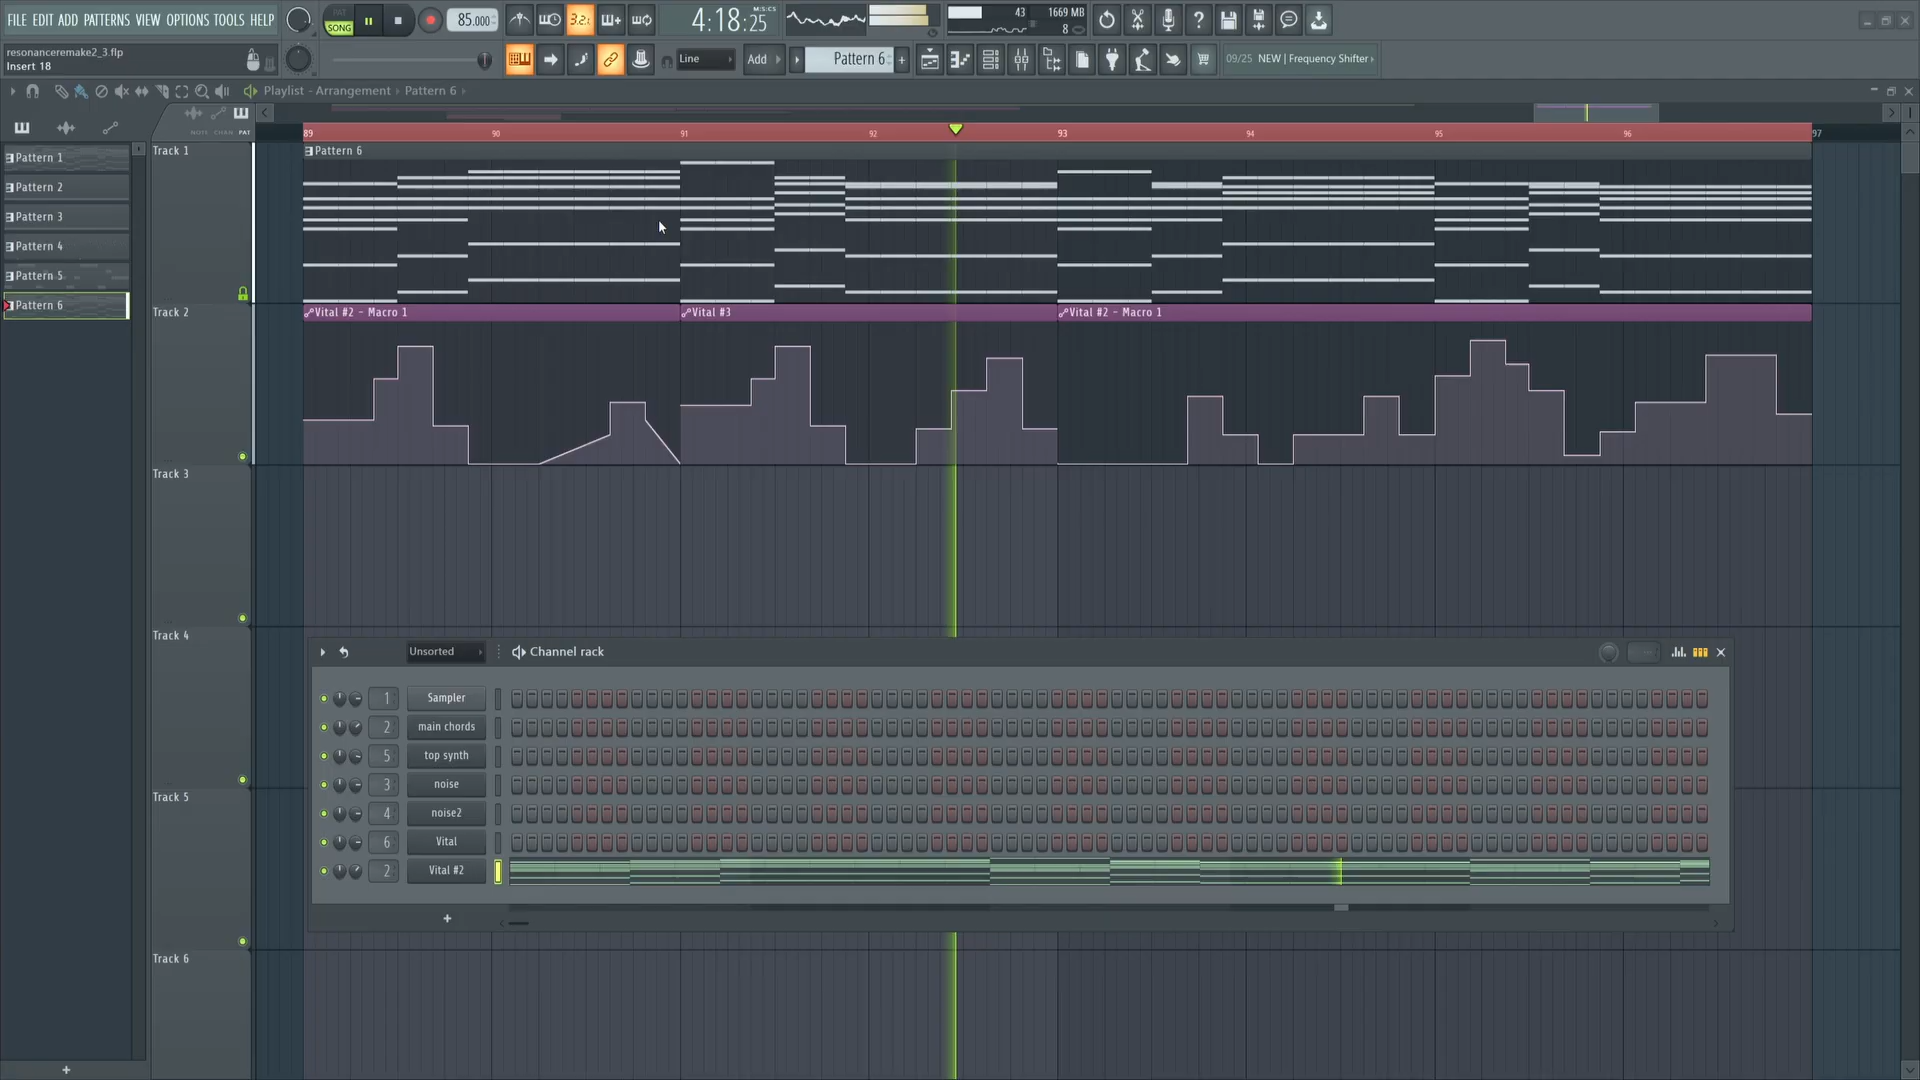 FILE EDIT ADD PATTERNS VIEW OPTIONS TOOLS HELP
PAT
SONG
85.000
3.2.
4:18:25
M:S:CS
43
1669 MB
8
resonanceremake2_3.flp
Insert 18
Line
Add
Pattern 6
+
09/25 NEW | Frequency Shifter
Playlist - Arrangement Pattern 6
NOTE CHAN PAT
89 90 91 92 93 94 95 96 97
Pattern 1
Pattern 2
Pattern 3
Pattern 4
Pattern 5
Pattern 6
+
Track 1
Pattern 6
Track 2
Vital #2 - Macro 1
Vital #3
Vital #2 - Macro 1
Track 3
Track 4
Track 5
Track 6
Unsorted
Channel rack
1 Sampler
2 main chords
5 top synth
3 noise
4 noise2
6 Vital
2 Vital #2
+